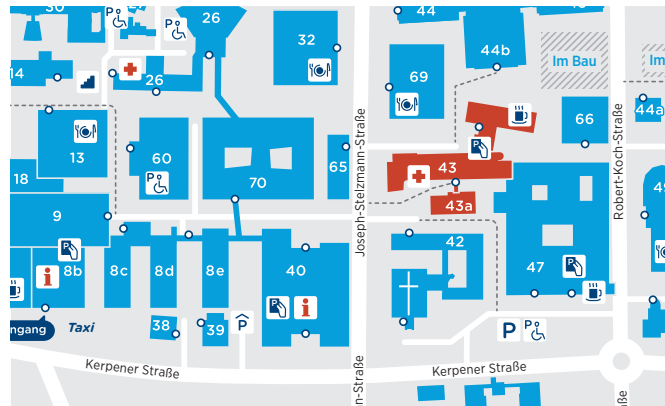 30
P
26
P
32
44
44b
14
26
69
Im Bau
Im
44a
66
13
60
P
65
P
43
18
70
43a
9
P
42
49
8b
8c
8d
8e
40
47
P
i
P
i
ngang
Taxi
38
39
P
P
P
Kerpener Straße
Kerpener Straße
Joseph-Stelzmann-Straße
n-Straße
Robert-Koch-Straße
ße